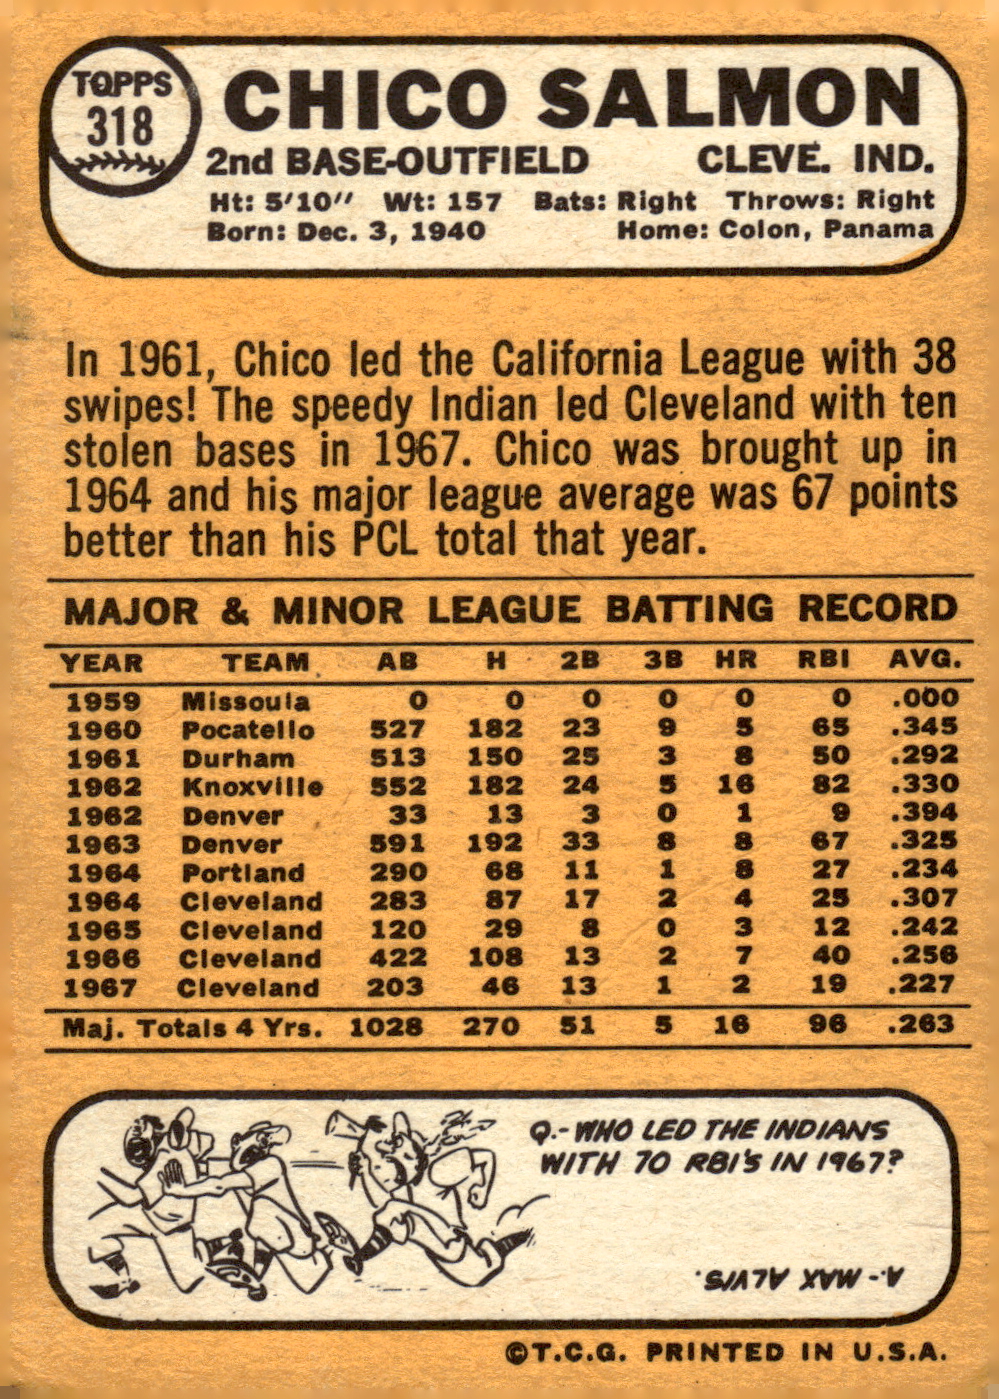 TOPPS
318
CHICO SALMON
2nd BASE-OUTFIELD CLEVE. IND.
Ht: 5'10" Wt: 157 Bats: Right Throws: Right
Born: Dec. 3, 1940 Home: Colon, Panama
In 1961, Chico led the California League with 38
swipes! The speedy Indian led Cleveland with ten
stolen bases in 1967. Chico was brought up in
1964 and his major league average was 67 points
better than his PCL total that year.
MAJOR & MINOR LEAGUE BATTING RECORD
YEAR TEAM AB H 2B 3B HR RBI AVG.
1959 Missoula 0 0 0 0 0 0 .000
1960 Pocatello 527 182 23 9 5 65 .345
1961 Durham 513 150 25 3 8 50 .292
1962 Knoxville 552 182 24 5 16 82 .330
1962 Denver 33 13 3 0 1 9 .394
1963 Denver 591 192 33 8 8 67 .325
1964 Portland 290 68 11 1 8 27 .234
1964 Cleveland 283 87 17 2 4 25 .307
1965 Cleveland 120 29 8 0 3 12 .242
1966 Cleveland 422 108 13 2 7 40 .256
1967 Cleveland 203 46 13 1 2 19 .227
Maj. Totals 4 Yrs. 1028 270 51 5 16 96 .263
Q.- WHO LED THE INDIANS
WITH 70 RBI'S IN 1967?
A.- MAX ALVIS.
©T.C.G. PRINTED IN U.S.A.